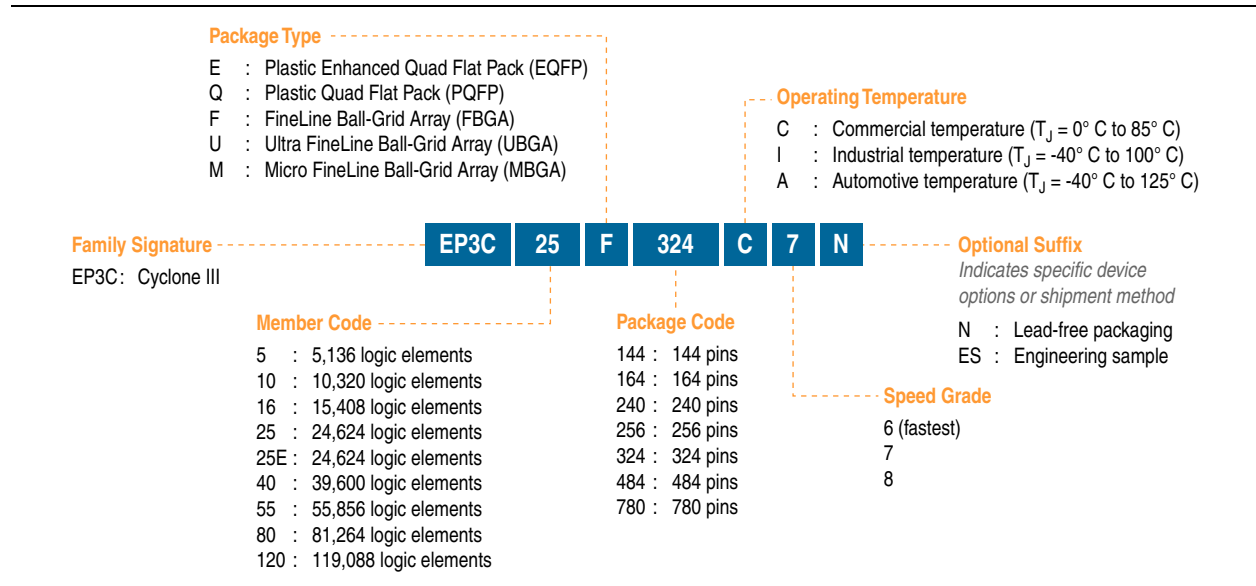 Package Type
E : Plastic Enhanced Quad Flat Pack (EQFP)
Q : Plastic Quad Flat Pack (PQFP)
F : FineLine Ball-Grid Array (FBGA)
U : Ultra FineLine Ball-Grid Array (UBGA)
M : Micro FineLine Ball-Grid Array (MBGA)
Operating Temperature
C : Commercial temperature (TJ = 0° C to 85° C)
I : Industrial temperature (TJ = -40° C to 100° C)
A : Automotive temperature (TJ = -40° C to 125° C)
Family Signature
EP3C : Cyclone III
EP3C 25 F 324 C 7 N
Optional Suffix
Indicates specific device
options or shipment method
N : Lead-free packaging
ES : Engineering sample
Member Code
5 : 5,136 logic elements
10 : 10,320 logic elements
16 : 15,408 logic elements
25 : 24,624 logic elements
25E : 24,624 logic elements
40 : 39,600 logic elements
55 : 55,856 logic elements
80 : 81,264 logic elements
120 : 119,088 logic elements
Package Code
144 : 144 pins
164 : 164 pins
240 : 240 pins
256 : 256 pins
324 : 324 pins
484 : 484 pins
780 : 780 pins
Speed Grade
6 (fastest)
7
8